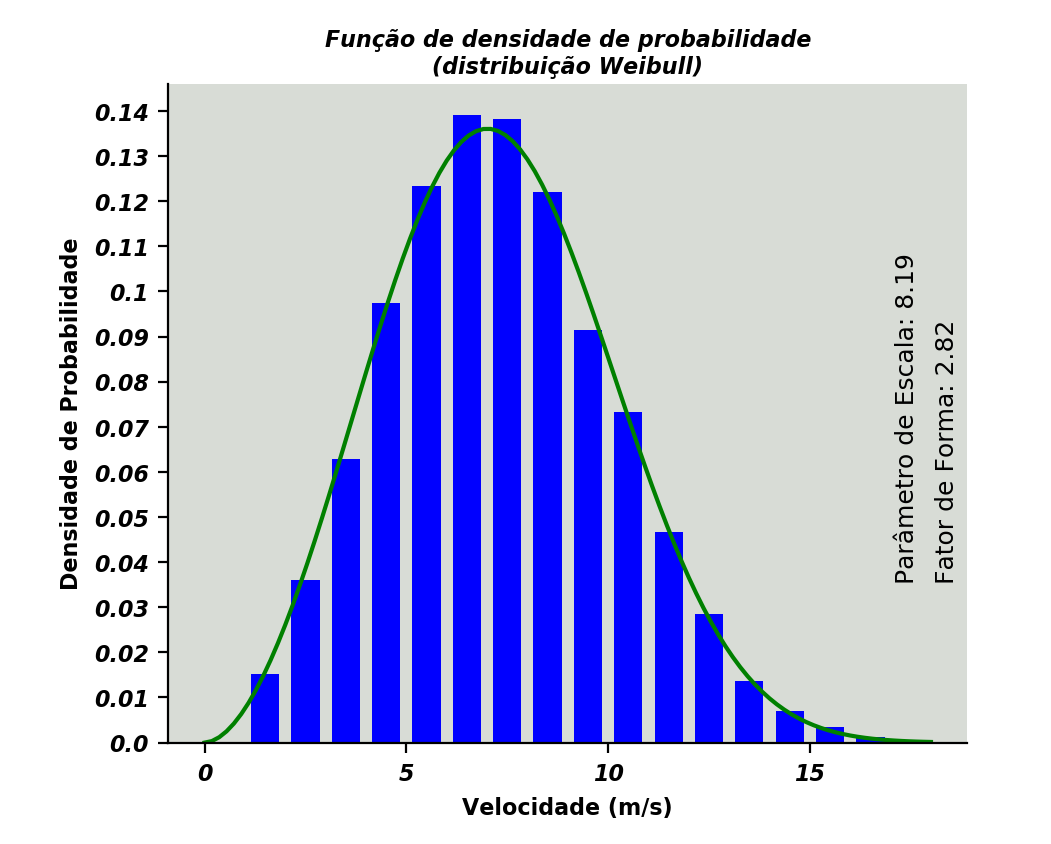 Função de densidade de probabilidade
(distribuição Weibull)
0.14
0.13
0.12
0.11
0.1
0.09
0.08
0.07
0.06
0.05
0.04
0.03
0.02
0.01
0.0
Densidade de Probabilidade
Parâmetro de Escala: 8.19
Fator de Forma: 2.82
0 5 10 15
Velocidade (m/s)